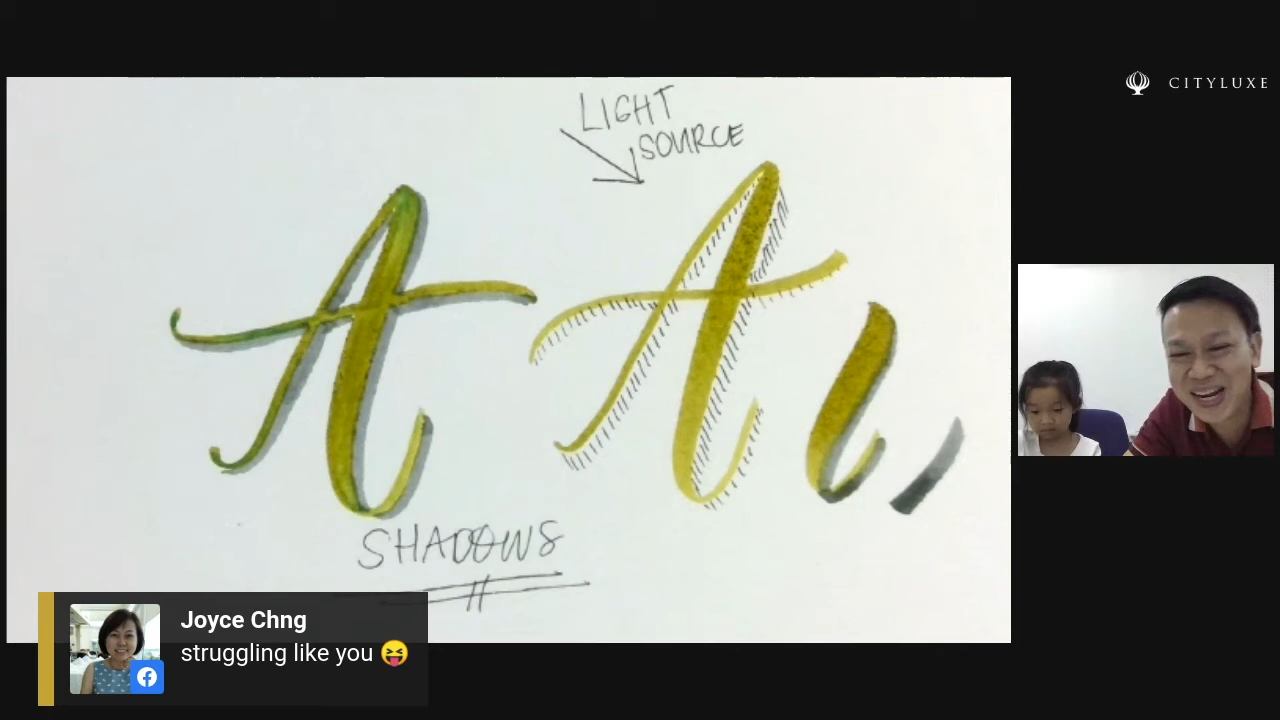 CITYLUXE
LIGHT
SOURCE
A A
SHADOWS
Joyce Chng
struggling like you 😝